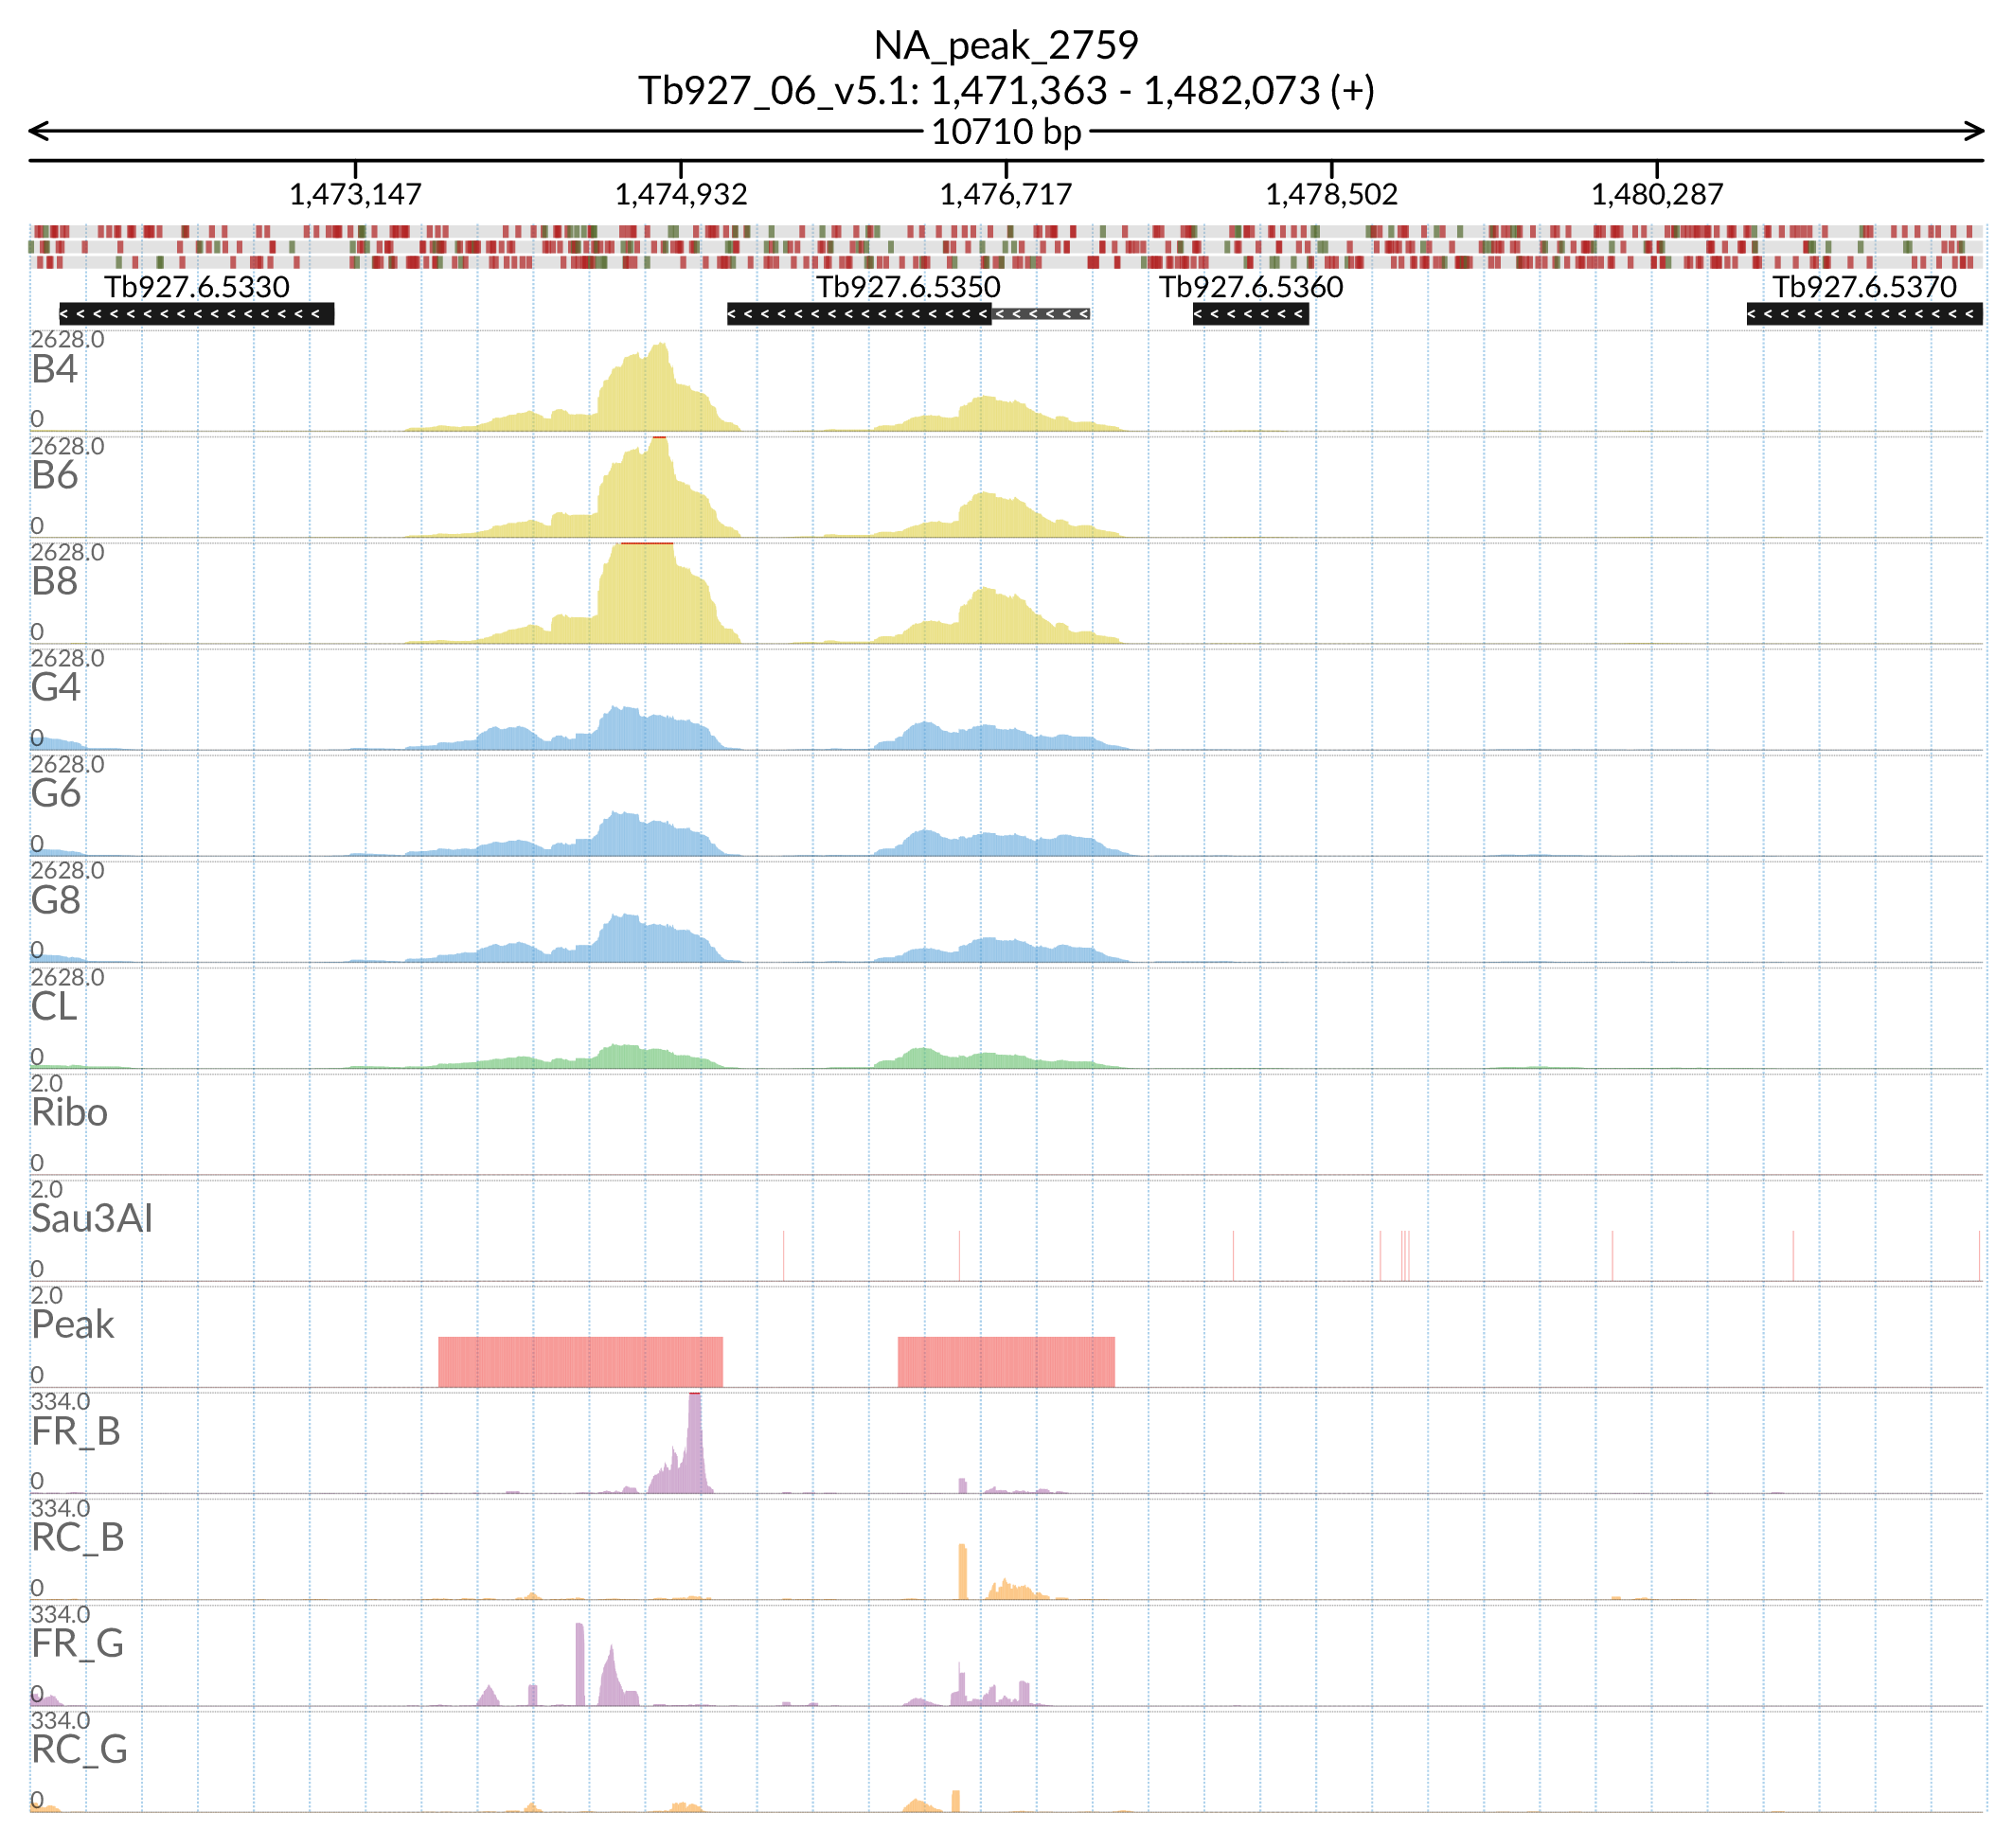 NA_peak_2759
Tb927_06_v5.1: 1,471,363 - 1,482,073 (+)
10710 bp
1,473,147 1,474,932 1,476,717 1,478,502 1,480,287
Tb927.6.5330 Tb927.6.5350 Tb927.6.5360 Tb927.6.5370
2628.0
B4
0
2628.0
B6
0
2628.0
B8
0
2628.0
G4
0
2628.0
G6
0
2628.0
G8
0
2628.0
CL
0
2.0
Ribo
0
2.0
Sau3AI
0
2.0
Peak
0
334.0
FR_B
0
334.0
RC_B
0
334.0
FR_G
0
334.0
RC_G
0